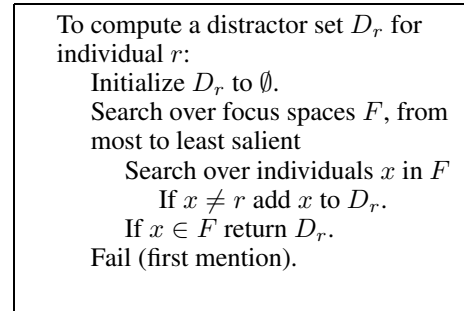 To compute a distractor set D_r for
individual r:
Initialize D_r to ∅.
Search over focus spaces F, from
most to least salient
Search over individuals x in F
If x ≠ r add x to D_r.
If x ∈ F return D_r.
Fail (first mention).